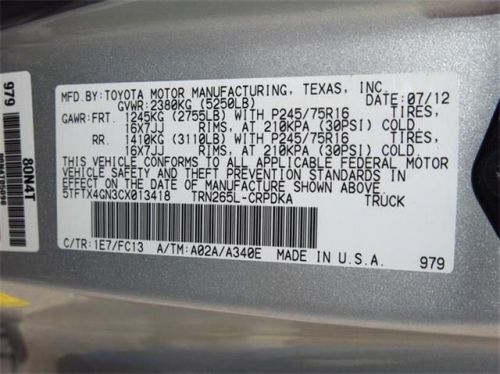 MFD.BY:TOYOTA MOTOR MANUFACTURING, TEXAS, INC.
GVWR:2380KG (5250LB) DATE:07/12
GAWR:FRT. 1245KG (2755LB) WITH P245/75R16 TIRES,
16X7JJ RIMS, AT 210KPA (30PSI) COLD.
RR. 1410KG (3110LB) WITH P245/75R16 TIRES,
16X7JJ RIMS, AT 210KPA (30PSI) COLD.
THIS VEHICLE CONFORMS TO ALL APPLICABLE FEDERAL MOTOR
VEHICLE SAFETY STANDARDS IN EFFECT ON THE DATE OF
MANUFACTURE SHOWN ABOVE.
5TFTX4GN3CX013418 TRN265L-CRPDKA TRUCK
C/TR:1E7/FC13 A/TM:A02A/A340E MADE IN U.S.A. 979
979
80N4T